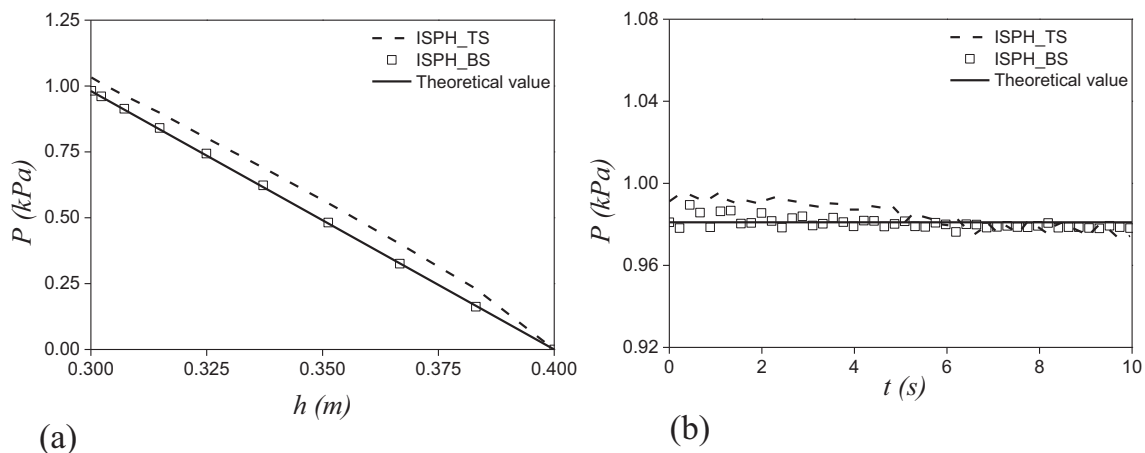 1.25
1.00
0.75
0.50
0.25
0.00
P (kPa)
ISPH_TS
ISPH_BS
Theoretical value
0.300
0.325
0.350
0.375
0.400
h (m)
(a)
1.08
1.04
1.00
0.96
0.92
P (kPa)
ISPH_TS
ISPH_BS
Theoretical value
0
2
4
6
8
10
t (s)
(b)